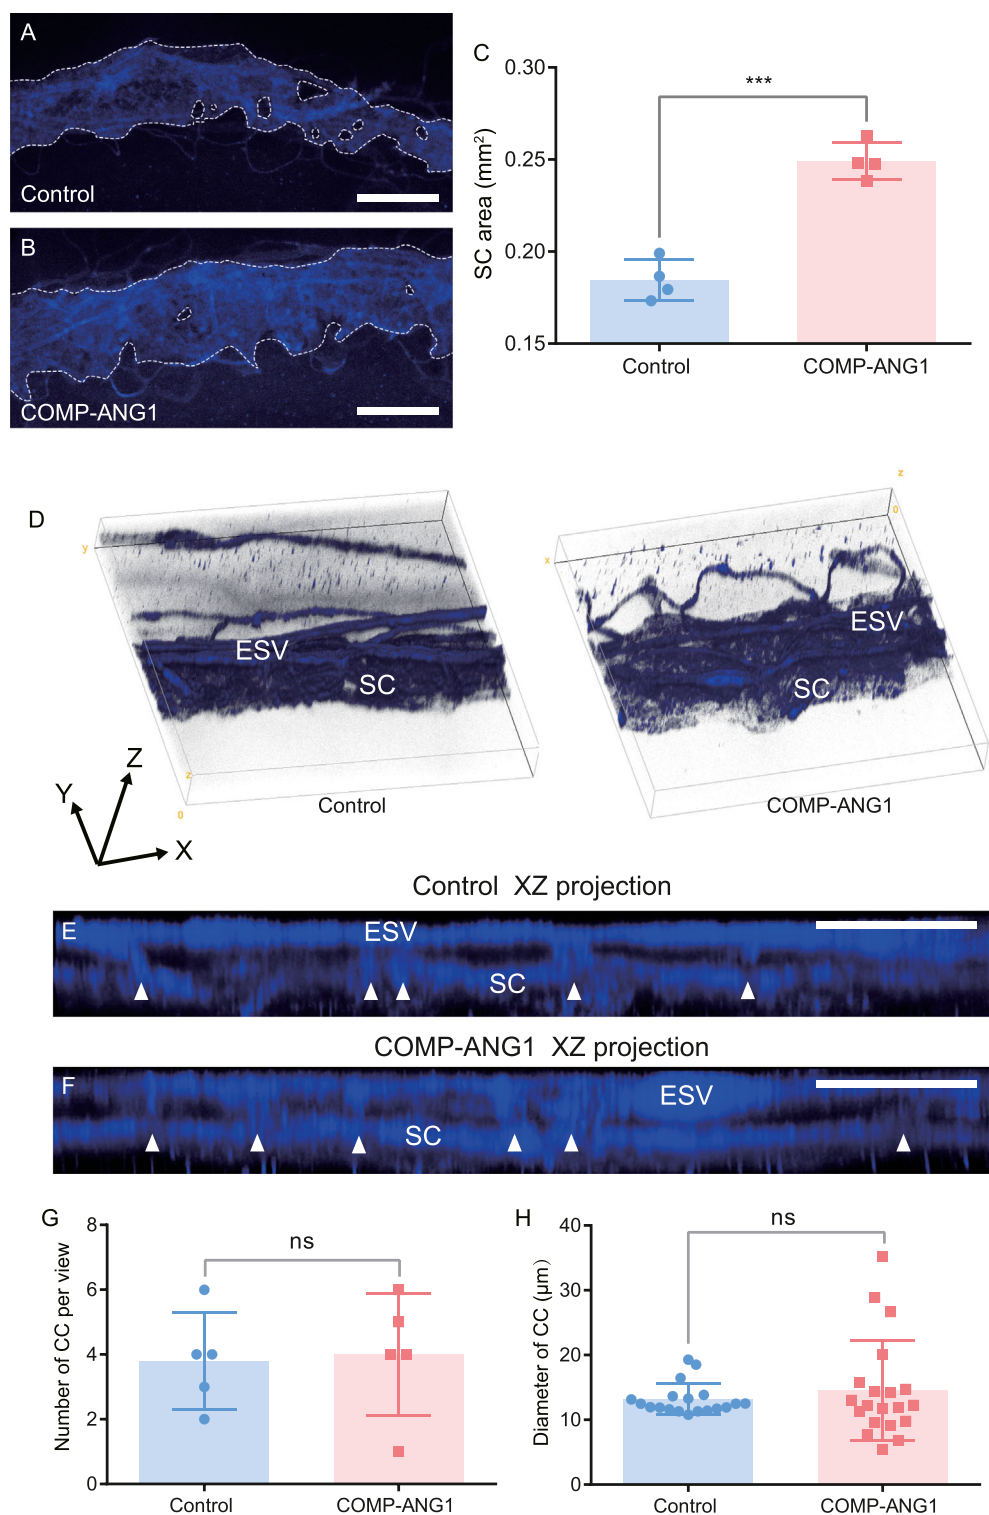 A
Control
B
COMP-ANG1
C
SC area (mm²)
0.30
0.25
0.20
0.15
***
Control
COMP-ANG1
D
y
z
0
ESV
SC
Control
z
0
x
ESV
SC
COMP-ANG1
Z
Y
X
Control XZ projection
E
ESV
SC
COMP-ANG1 XZ projection
F
ESV
SC
G
Number of CC per view
8
6
4
2
0
ns
Control
COMP-ANG1
H
Diameter of CC (µm)
40
30
20
10
0
ns
Control
COMP-ANG1